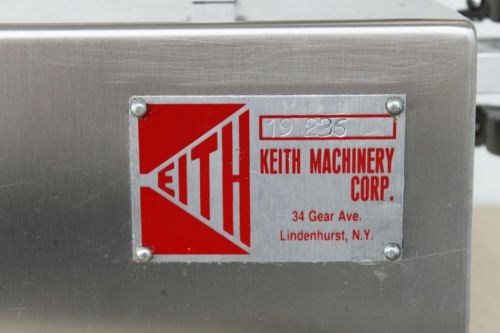 KEITH
19 236
KEITH MACHINERY
CORP.
34 Gear Ave.
Lindenhurst, N.Y.